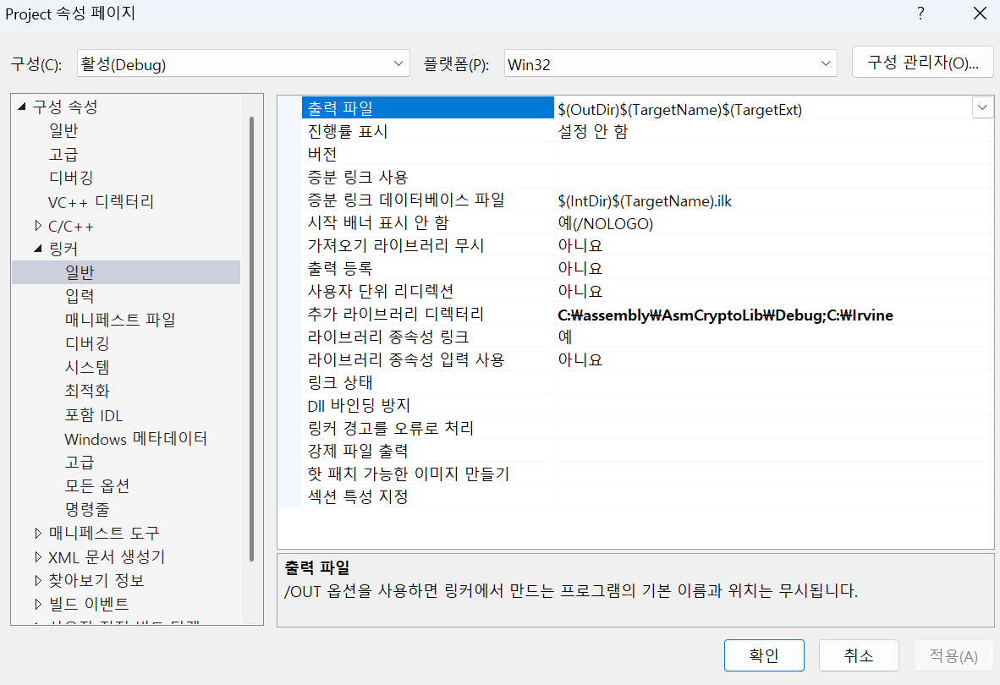 Project 속성 페이지
?
구성(C): 활성(Debug) 플랫폼(P): Win32 구성 관리자(O)...
구성 속성
일반
고급
디버깅
VC++ 디렉터리
C/C++
링커
일반
입력
매니페스트 파일
디버깅
시스템
최적화
포함 IDL
Windows 메타데이터
고급
모든 옵션
명령줄
매니페스트 도구
XML 문서 생성기
찾아보기 정보
빌드 이벤트
출력 파일 $(OutDir)$(TargetName)$(TargetExt)
진행률 표시 설정 안 함
버전
증분 링크 사용
증분 링크 데이터베이스 파일 $(IntDir)$(TargetName).ilk
시작 배너 표시 안 함 예(/NOLOGO)
가져오기 라이브러리 무시 아니요
출력 등록 아니요
사용자 단위 리디렉션 아니요
추가 라이브러리 디렉터리 C:₩assembly₩AsmCryptoLib₩Debug;C:₩Irvine
라이브러리 종속성 링크 예
라이브러리 종속성 입력 사용 아니요
링크 상태
Dll 바인딩 방지
링커 경고를 오류로 처리
강제 파일 출력
핫 패치 가능한 이미지 만들기
섹션 특성 지정
출력 파일
/OUT 옵션을 사용하면 링커에서 만드는 프로그램의 기본 이름과 위치는 무시됩니다.
확인 취소 적용(A)